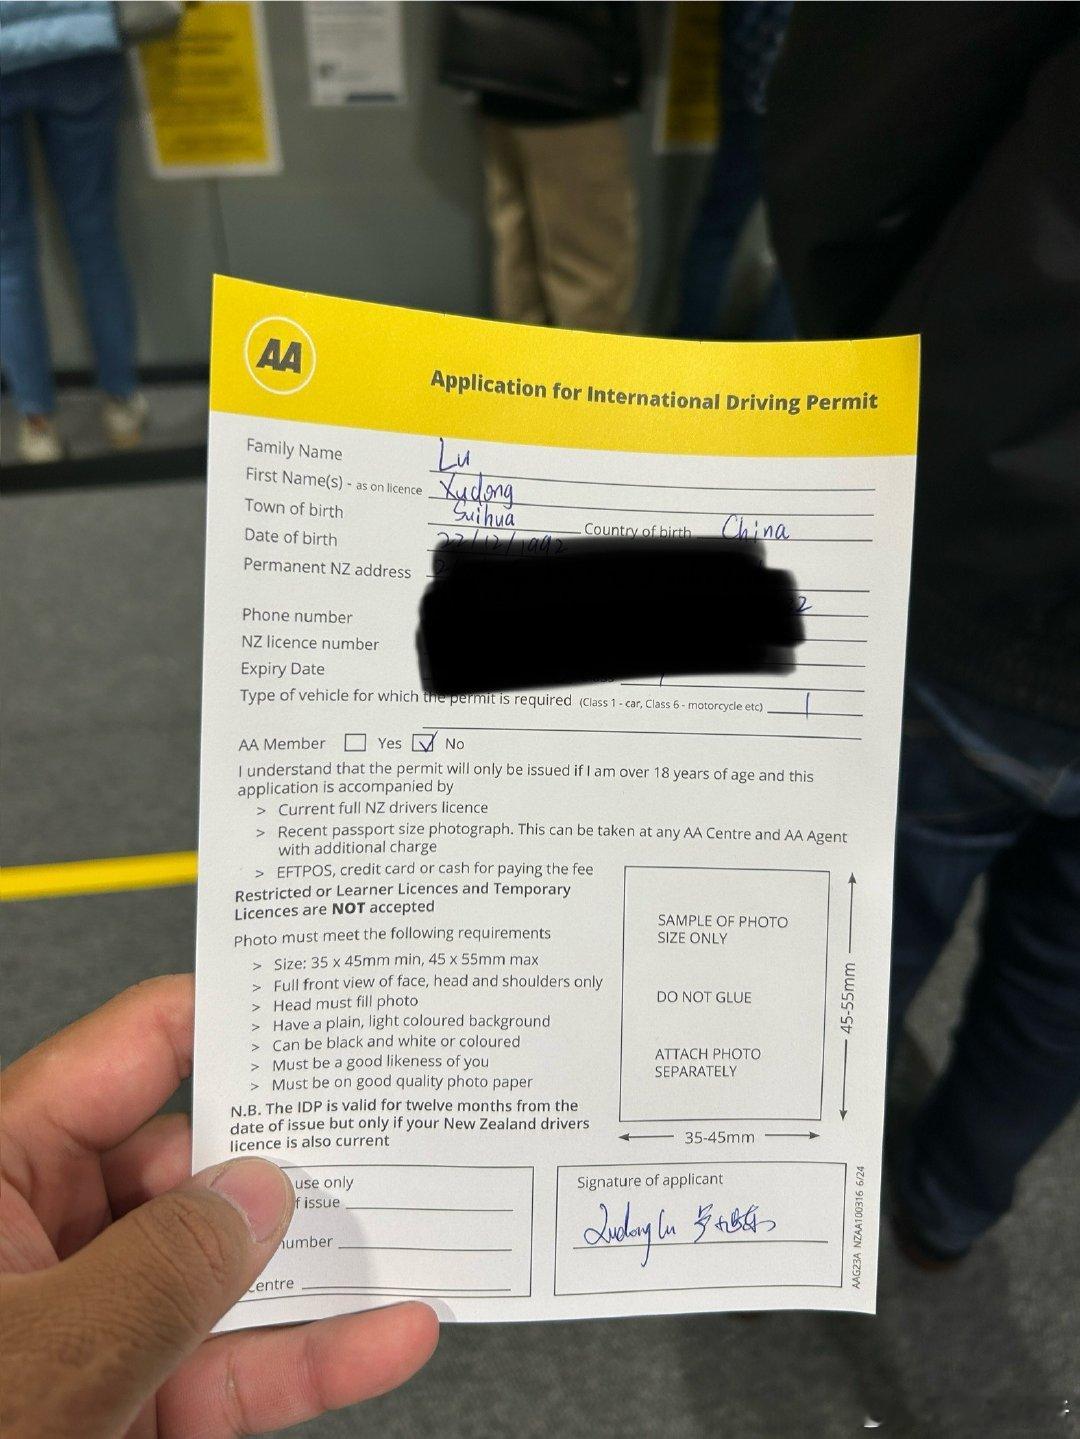 AA
Application for International Driving Permit
Family Name Lu
First Name(s) - as on licence Xudong
Town of birth Suihua Country of birth China
Date of birth
Permanent NZ address
Phone number
NZ licence number
Expiry Date
Type of vehicle for which the permit is required (Class 1 - car, Class 6 - motorcycle etc) 1
AA Member Yes ✓ No
I understand that the permit will only be issued if I am over 18 years of age and this
application is accompanied by
> Current full NZ drivers licence
> Recent passport size photograph. This can be taken at any AA Centre and AA Agent
with additional charge
> EFTPOS, credit card or cash for paying the fee
Restricted or Learner Licences and Temporary
Licences are NOT accepted
Photo must meet the following requirements
> Size: 35 x 45mm min, 45 x 55mm max
> Full front view of face, head and shoulders only
> Head must fill photo
> Have a plain, light coloured background
> Can be black and white or coloured
> Must be a good likeness of you
> Must be on good quality photo paper
N.B. The IDP is valid for twelve months from the
date of issue but only if your New Zealand drivers
licence is also current
SAMPLE OF PHOTO
SIZE ONLY
DO NOT GLUE
ATTACH PHOTO
SEPARATELY
45-55mm
35-45mm
use only
f issue
number
entre
Signature of applicant
Xudong Lu
AAG23A NZAA100316 6/24